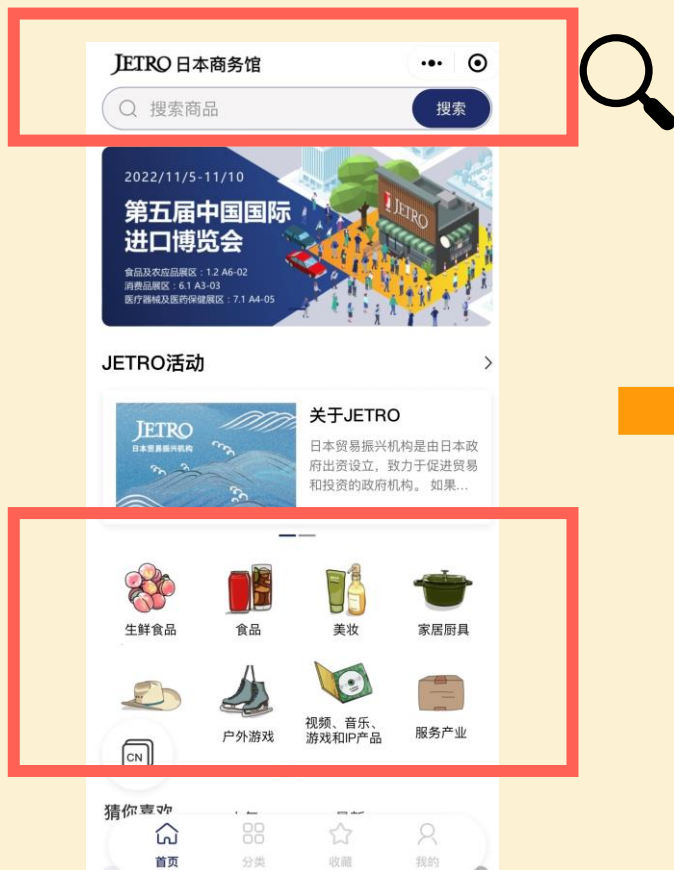 JETRO 日本商务馆
搜索商品
搜索
2022/11/5-11/10
第五届中国国际
进口博览会
食品及农应品展区：1.2 A6-02
消费品展区：6.1 A3-03
医疗器械及医药保健展区：7.1 A4-05
JETRO
JETRO活动
JETRO
日本贸易振兴机构
关于JETRO
日本贸易振兴机构是由日本政
府出资设立，致力于促进贸易
和投资的政府机构。 如果...
生鲜食品
食品
美妆
家居厨具
户外游戏
视频、音乐、
游戏和IP产品
服务产业
CN
猜你喜欢
首页
分类
收藏
我的